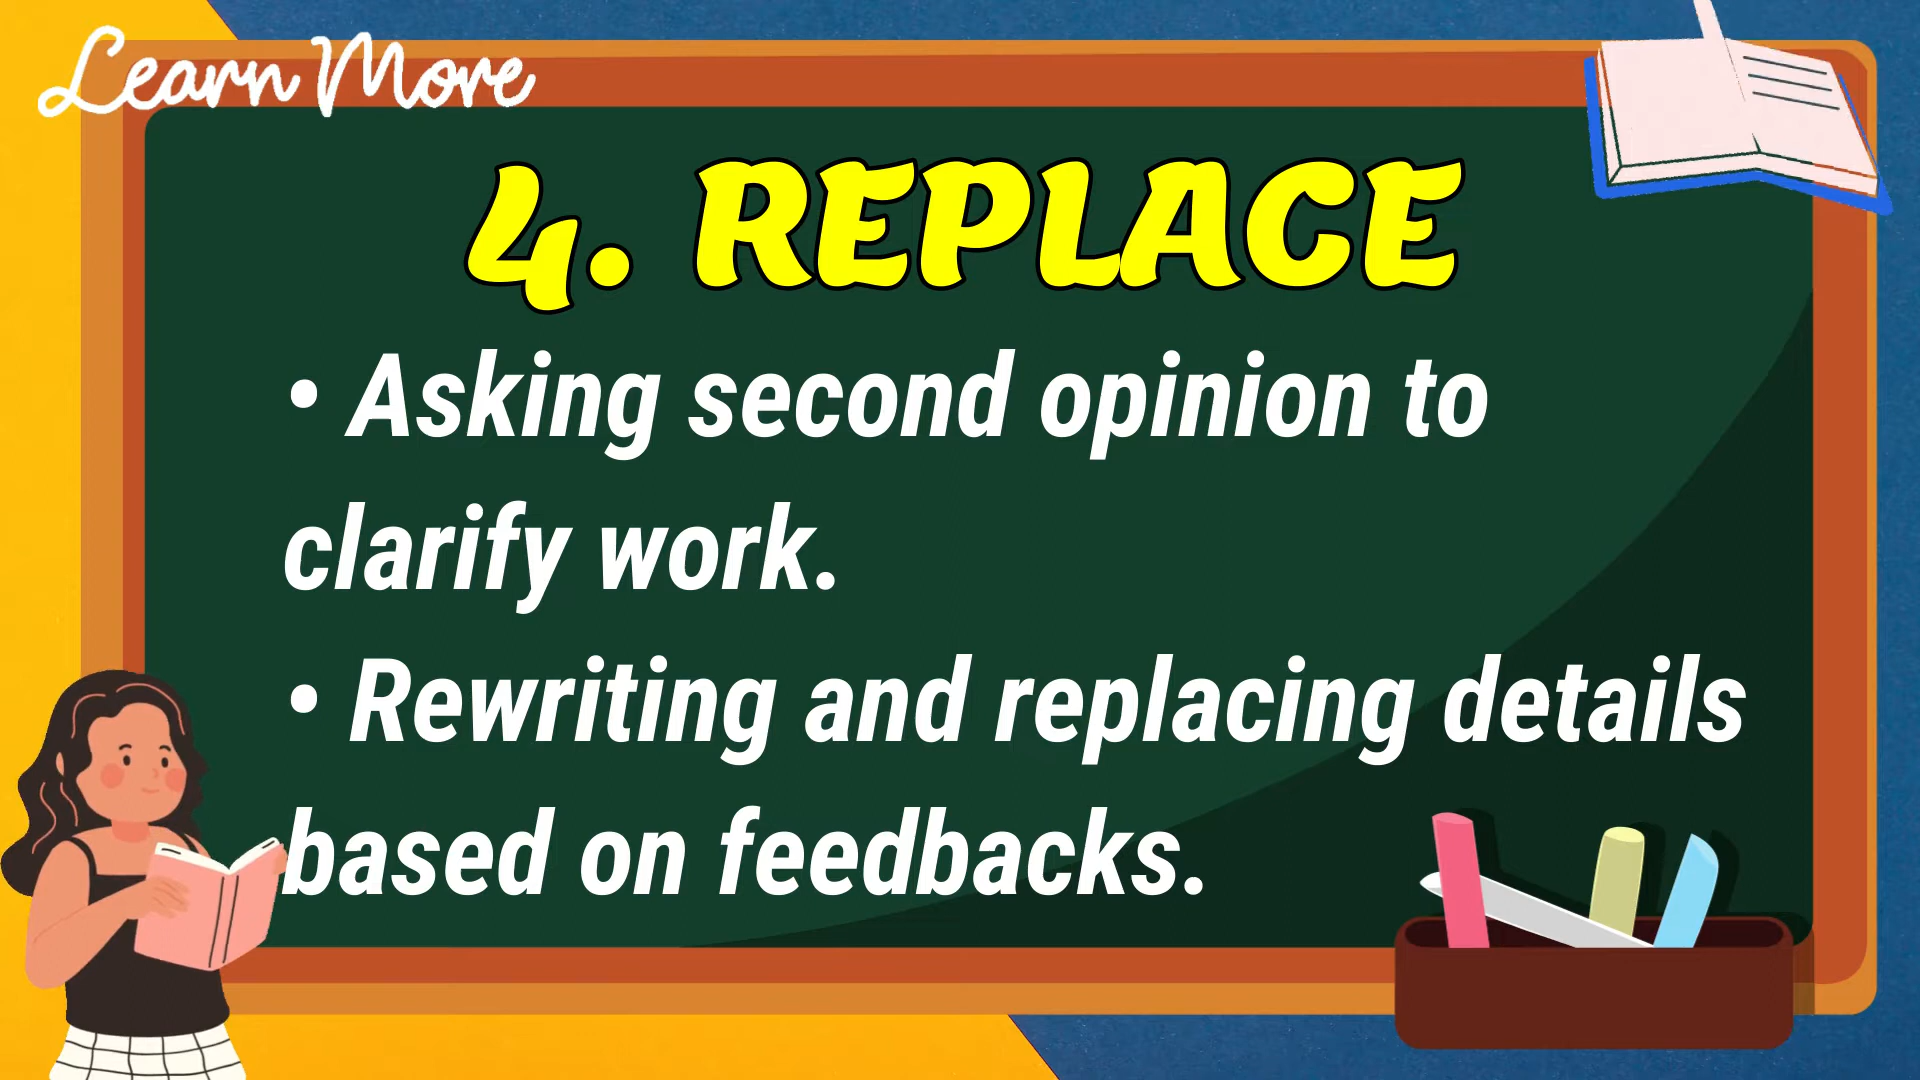 Learn More
4. REPLACE
• Asking second opinion to
clarify work.
• Rewriting and replacing details
based on feedbacks.